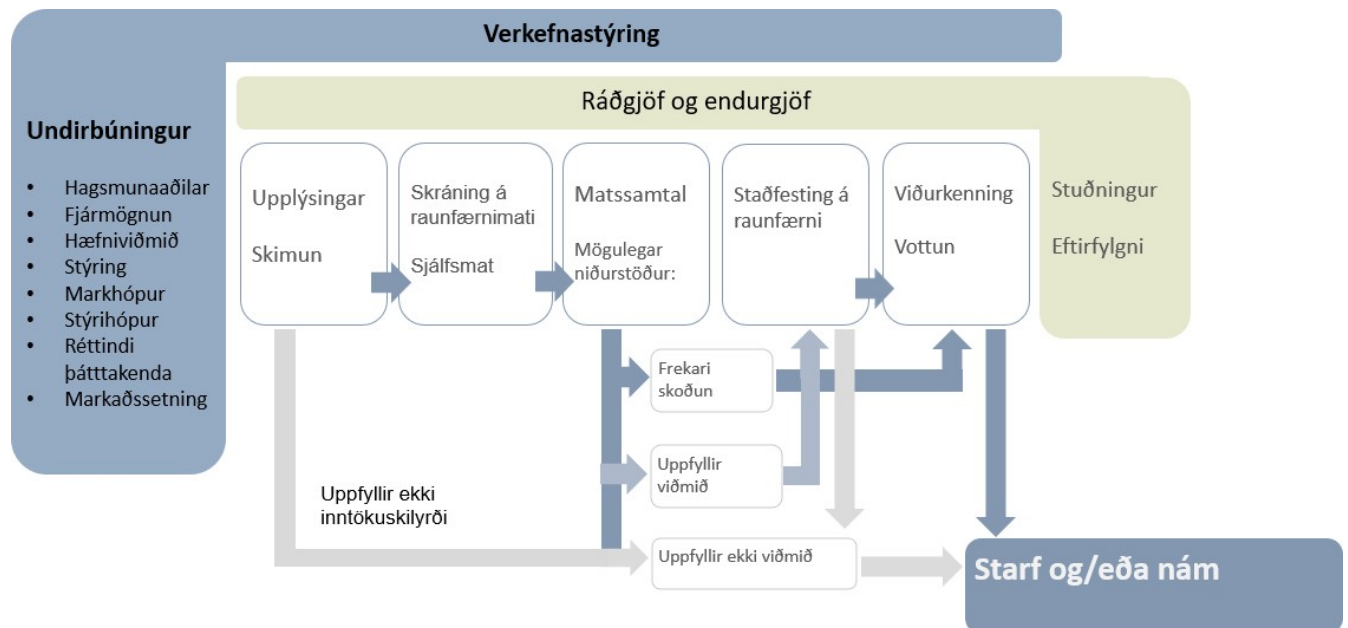 Verkefnastýring
Ráðgjöf og endurgjöf
Undirbúningur
• Hagsmunaaðilar
• Fjármögnun
• Hæfniviðmið
• Stýring
• Markhópur
• Stýrihópur
• Réttindi
þátttakenda
• Markaðssetning
Upplýsingar
Skimun
Skráning á
raunfærnimati
Sjálfsmat
Matssamtal
Mögulegar
niðurstöður:
Staðfesting á
raunfærni
Viðurkenning
Vottun
Stuðningur
Eftirfylgni
Frekari
skoðun
Uppfyllir
viðmið
Uppfyllir ekki
inntökuskilyrði
Uppfyllir ekki viðmið
Starf og/eða nám